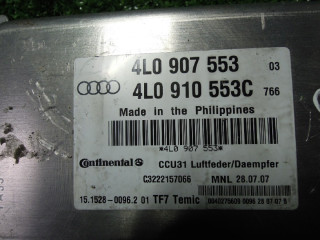 4L0 907 553 03
4L0 910 553C 766
Made in the Philippines
*4L0 907 553*
Continental CCU31 Luftfeder/Daempfer
C3222157066 MNL 28.07.07
15.1528-0096.2 01 TF7 Temic